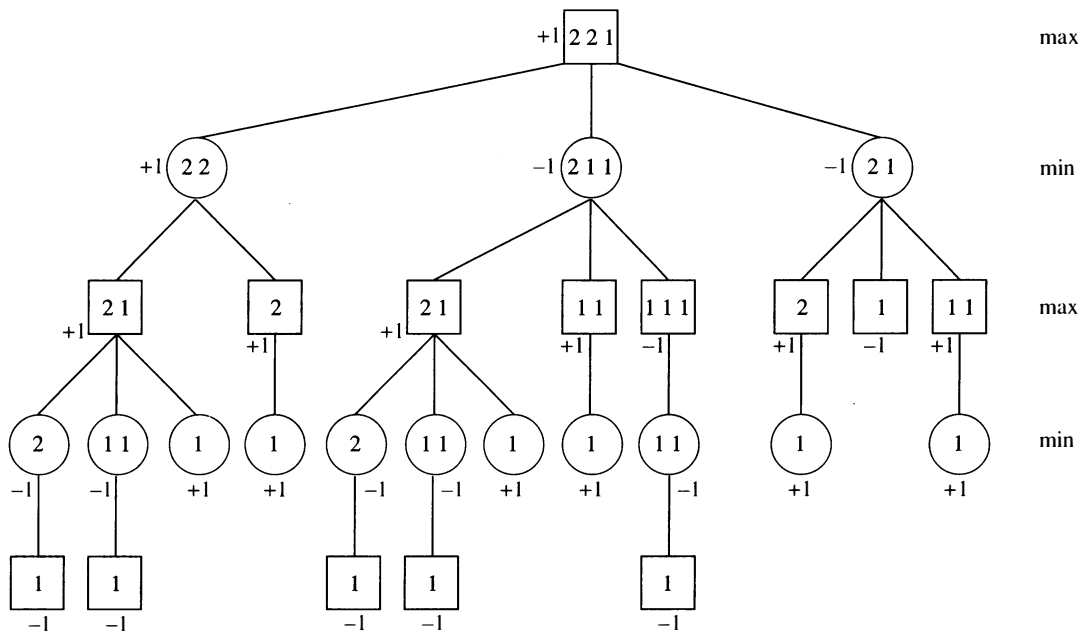 +1 2 2 1 max
+1 2 2 −1 2 1 1 −1 2 1 min
2 1 2 2 1 1 1 1 1 1 2 1 1 1 max
+1 +1 +1 +1 −1 +1 −1 +1
2 1 1 1 1 2 1 1 1 1 1 1 1 1 min
−1 −1 +1 +1 −1 −1 +1 +1 −1 +1 +1
1 1 1 1 1
−1 −1 −1 −1 −1